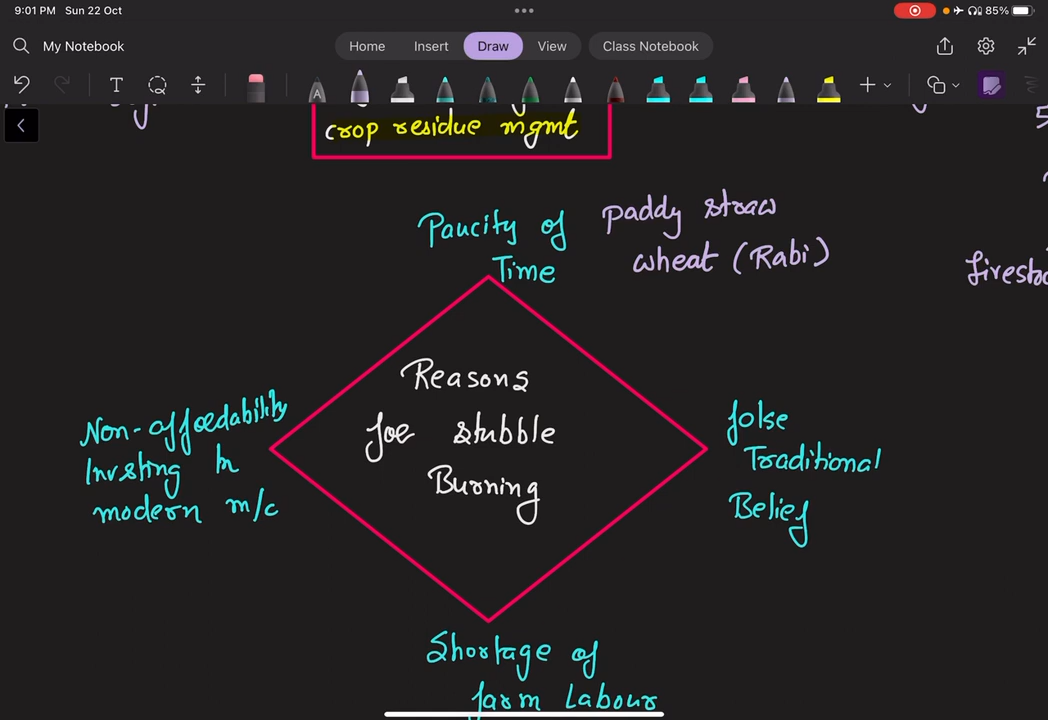 9:01 PM Sun 22 Oct
85%
My Notebook
Home Insert Draw View Class Notebook
T
A
crop residue mgmt
Paucity of
Time
paddy straw
wheat (Rabi)
Reasons
for stubble
Burning
Non-affordability
Investing In
modern m/c
false
Traditional
Belief
Shortage of
farm Labour